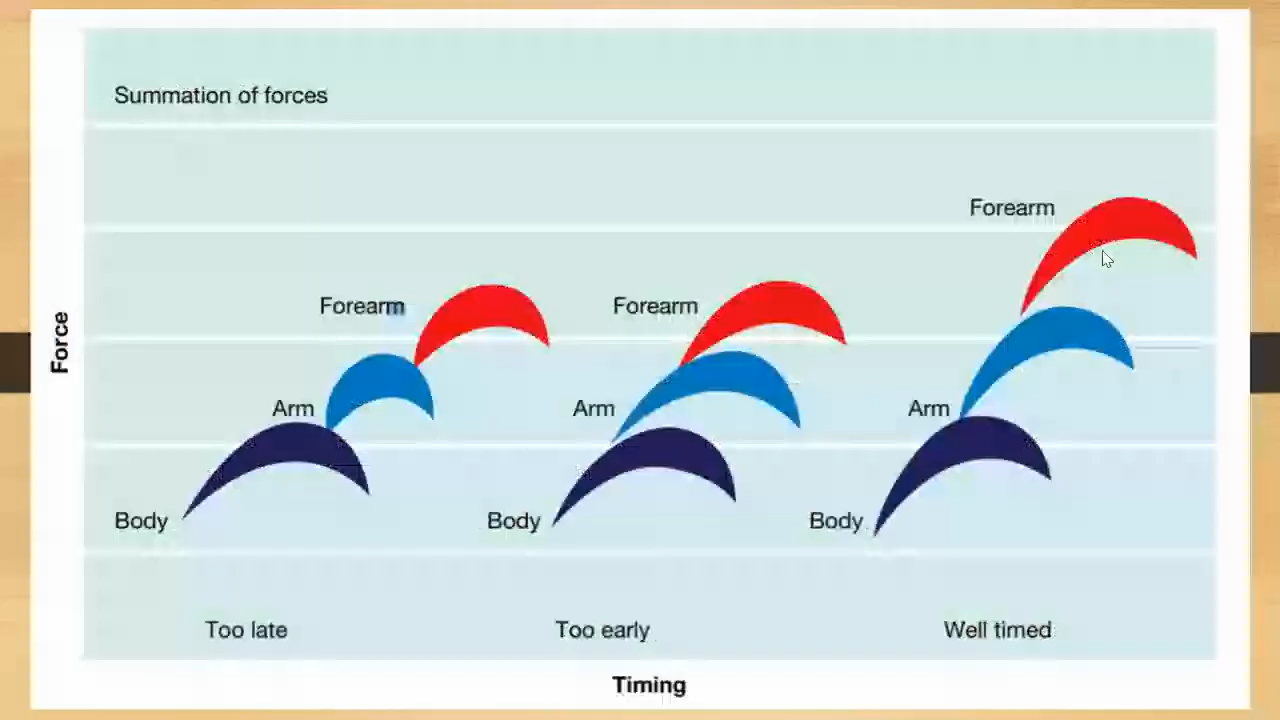 Summation of forces
Forearm
Forearm
Forearm
Arm
Arm
Arm
Body
Body
Body
Too late
Too early
Well timed
Force
Timing